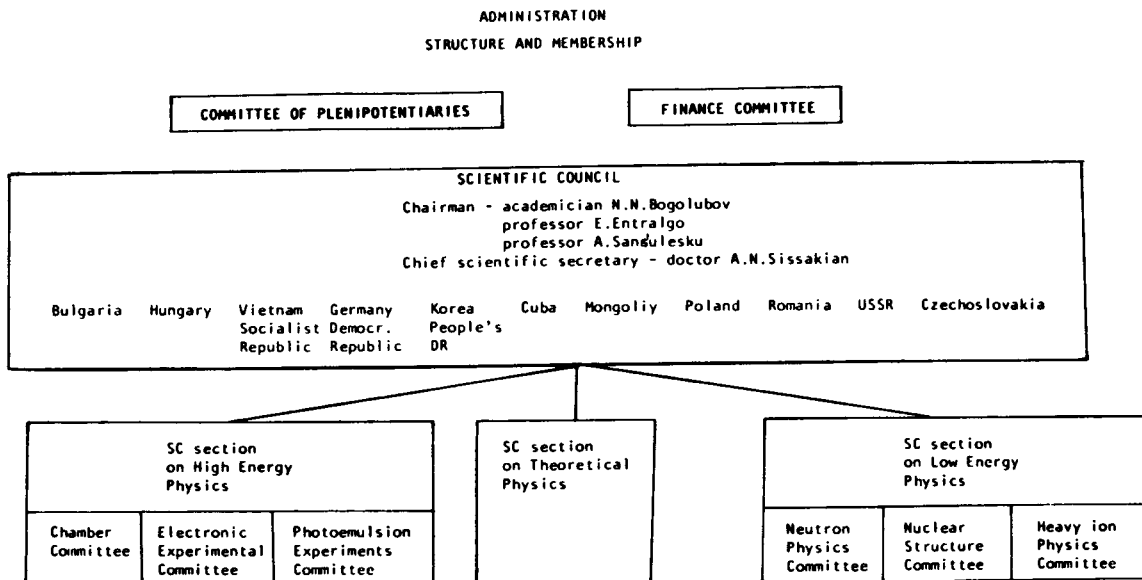 ADMINISTRATION
STRUCTURE AND MEMBERSHIP
COMMITTEE OF PLENIPOTENTIARIES
FINANCE COMMITTEE
SCIENTIFIC COUNCIL
Chairman - academician N.N.Bogolubov
professor E.Entralgo
professor A.Sandulesku
Chief scientific secretary - doctor A.N.Sissakian
Bulgaria Hungary Vietnam Germany Korea Cuba Mongoliy Poland Romania USSR Czechoslovakia
Socialist Democr. People's
Republic Republic DR
SC section
on High Energy
Physics
Chamber
Committee
Electronic
Experimental
Committee
Photoemulsion
Experiments
Committee
SC section
on Theoretical
Physics
SC section
on Low Energy
Physics
Neutron
Physics
Committee
Nuclear
Structure
Committee
Heavy ion
Physics
Committee